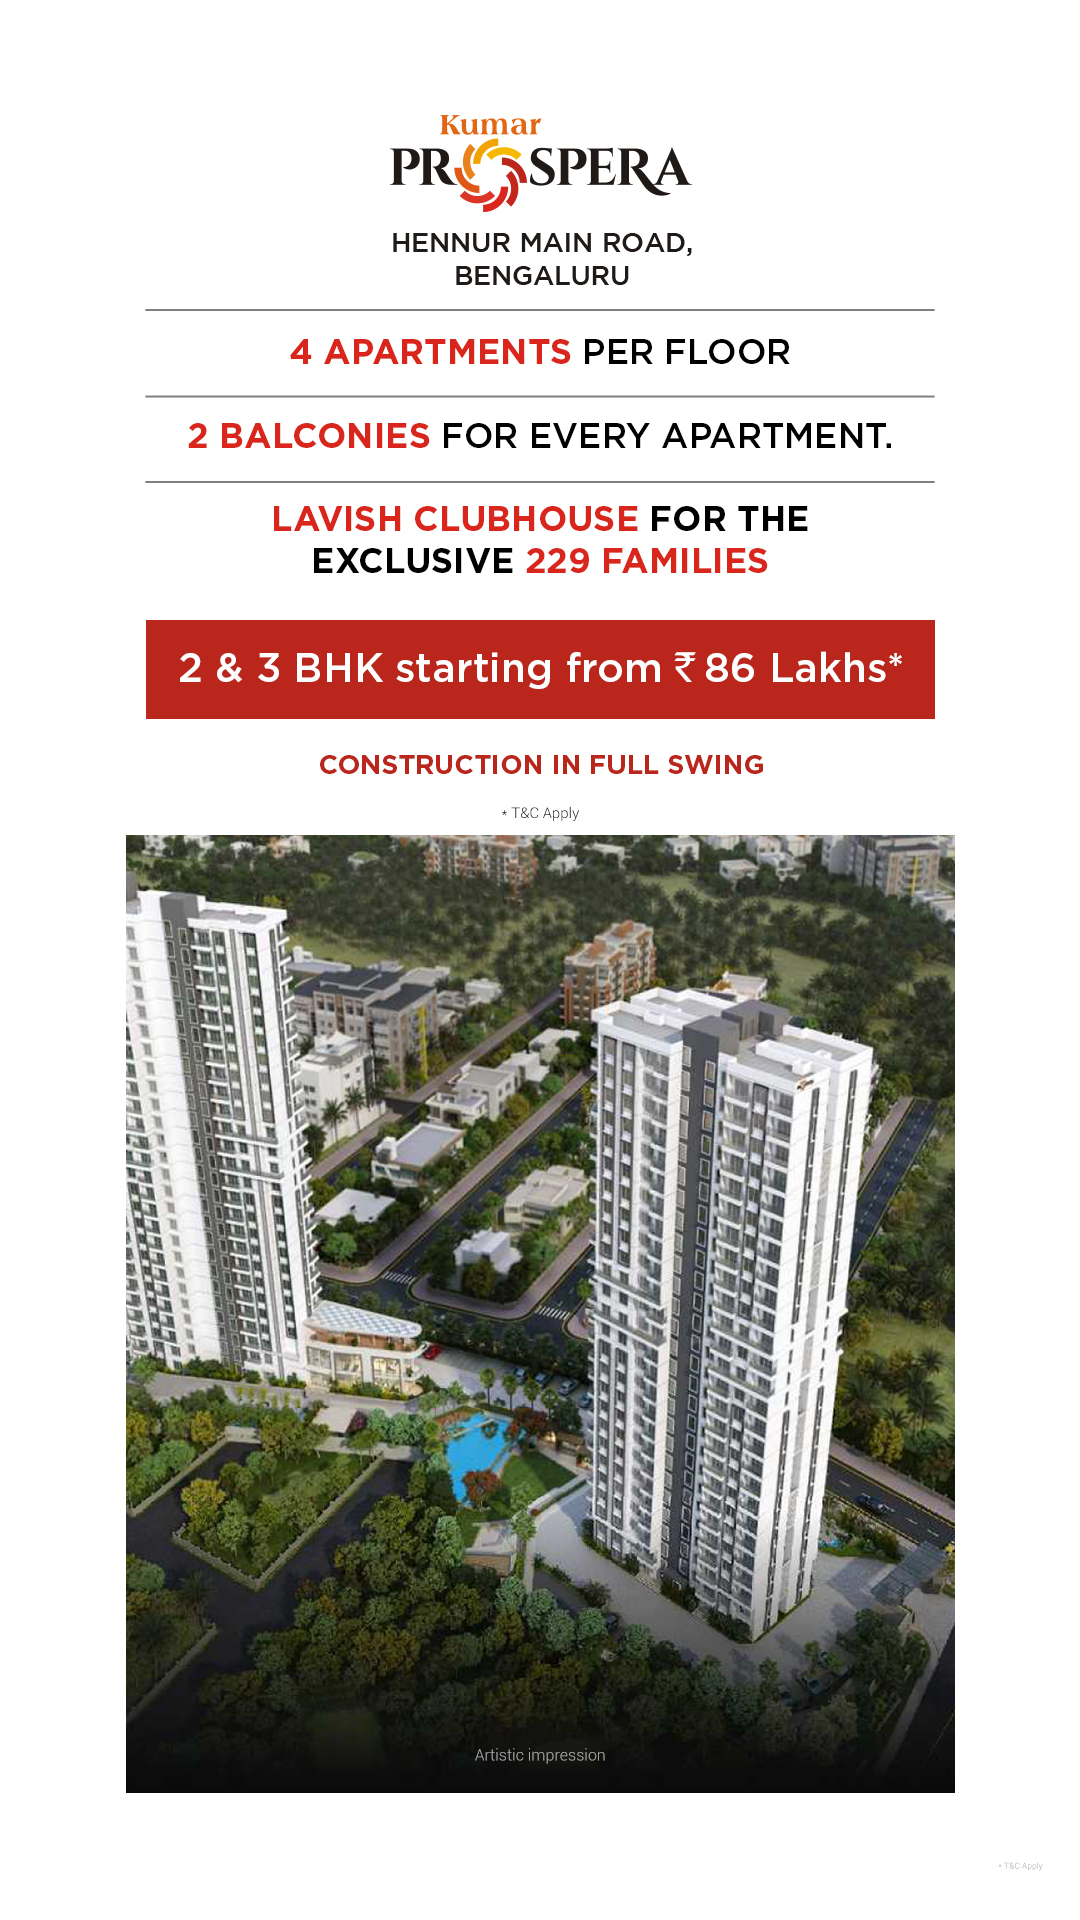 Kumar
PROSPERA
HENNUR MAIN ROAD,
BENGALURU
4 APARTMENTS PER FLOOR
2 BALCONIES FOR EVERY APARTMENT.
LAVISH CLUBHOUSE FOR THE
EXCLUSIVE 229 FAMILIES
2 & 3 BHK starting from ₹ 86 Lakhs*
CONSTRUCTION IN FULL SWING
* T&C Apply
Artistic impression
* T&C Apply